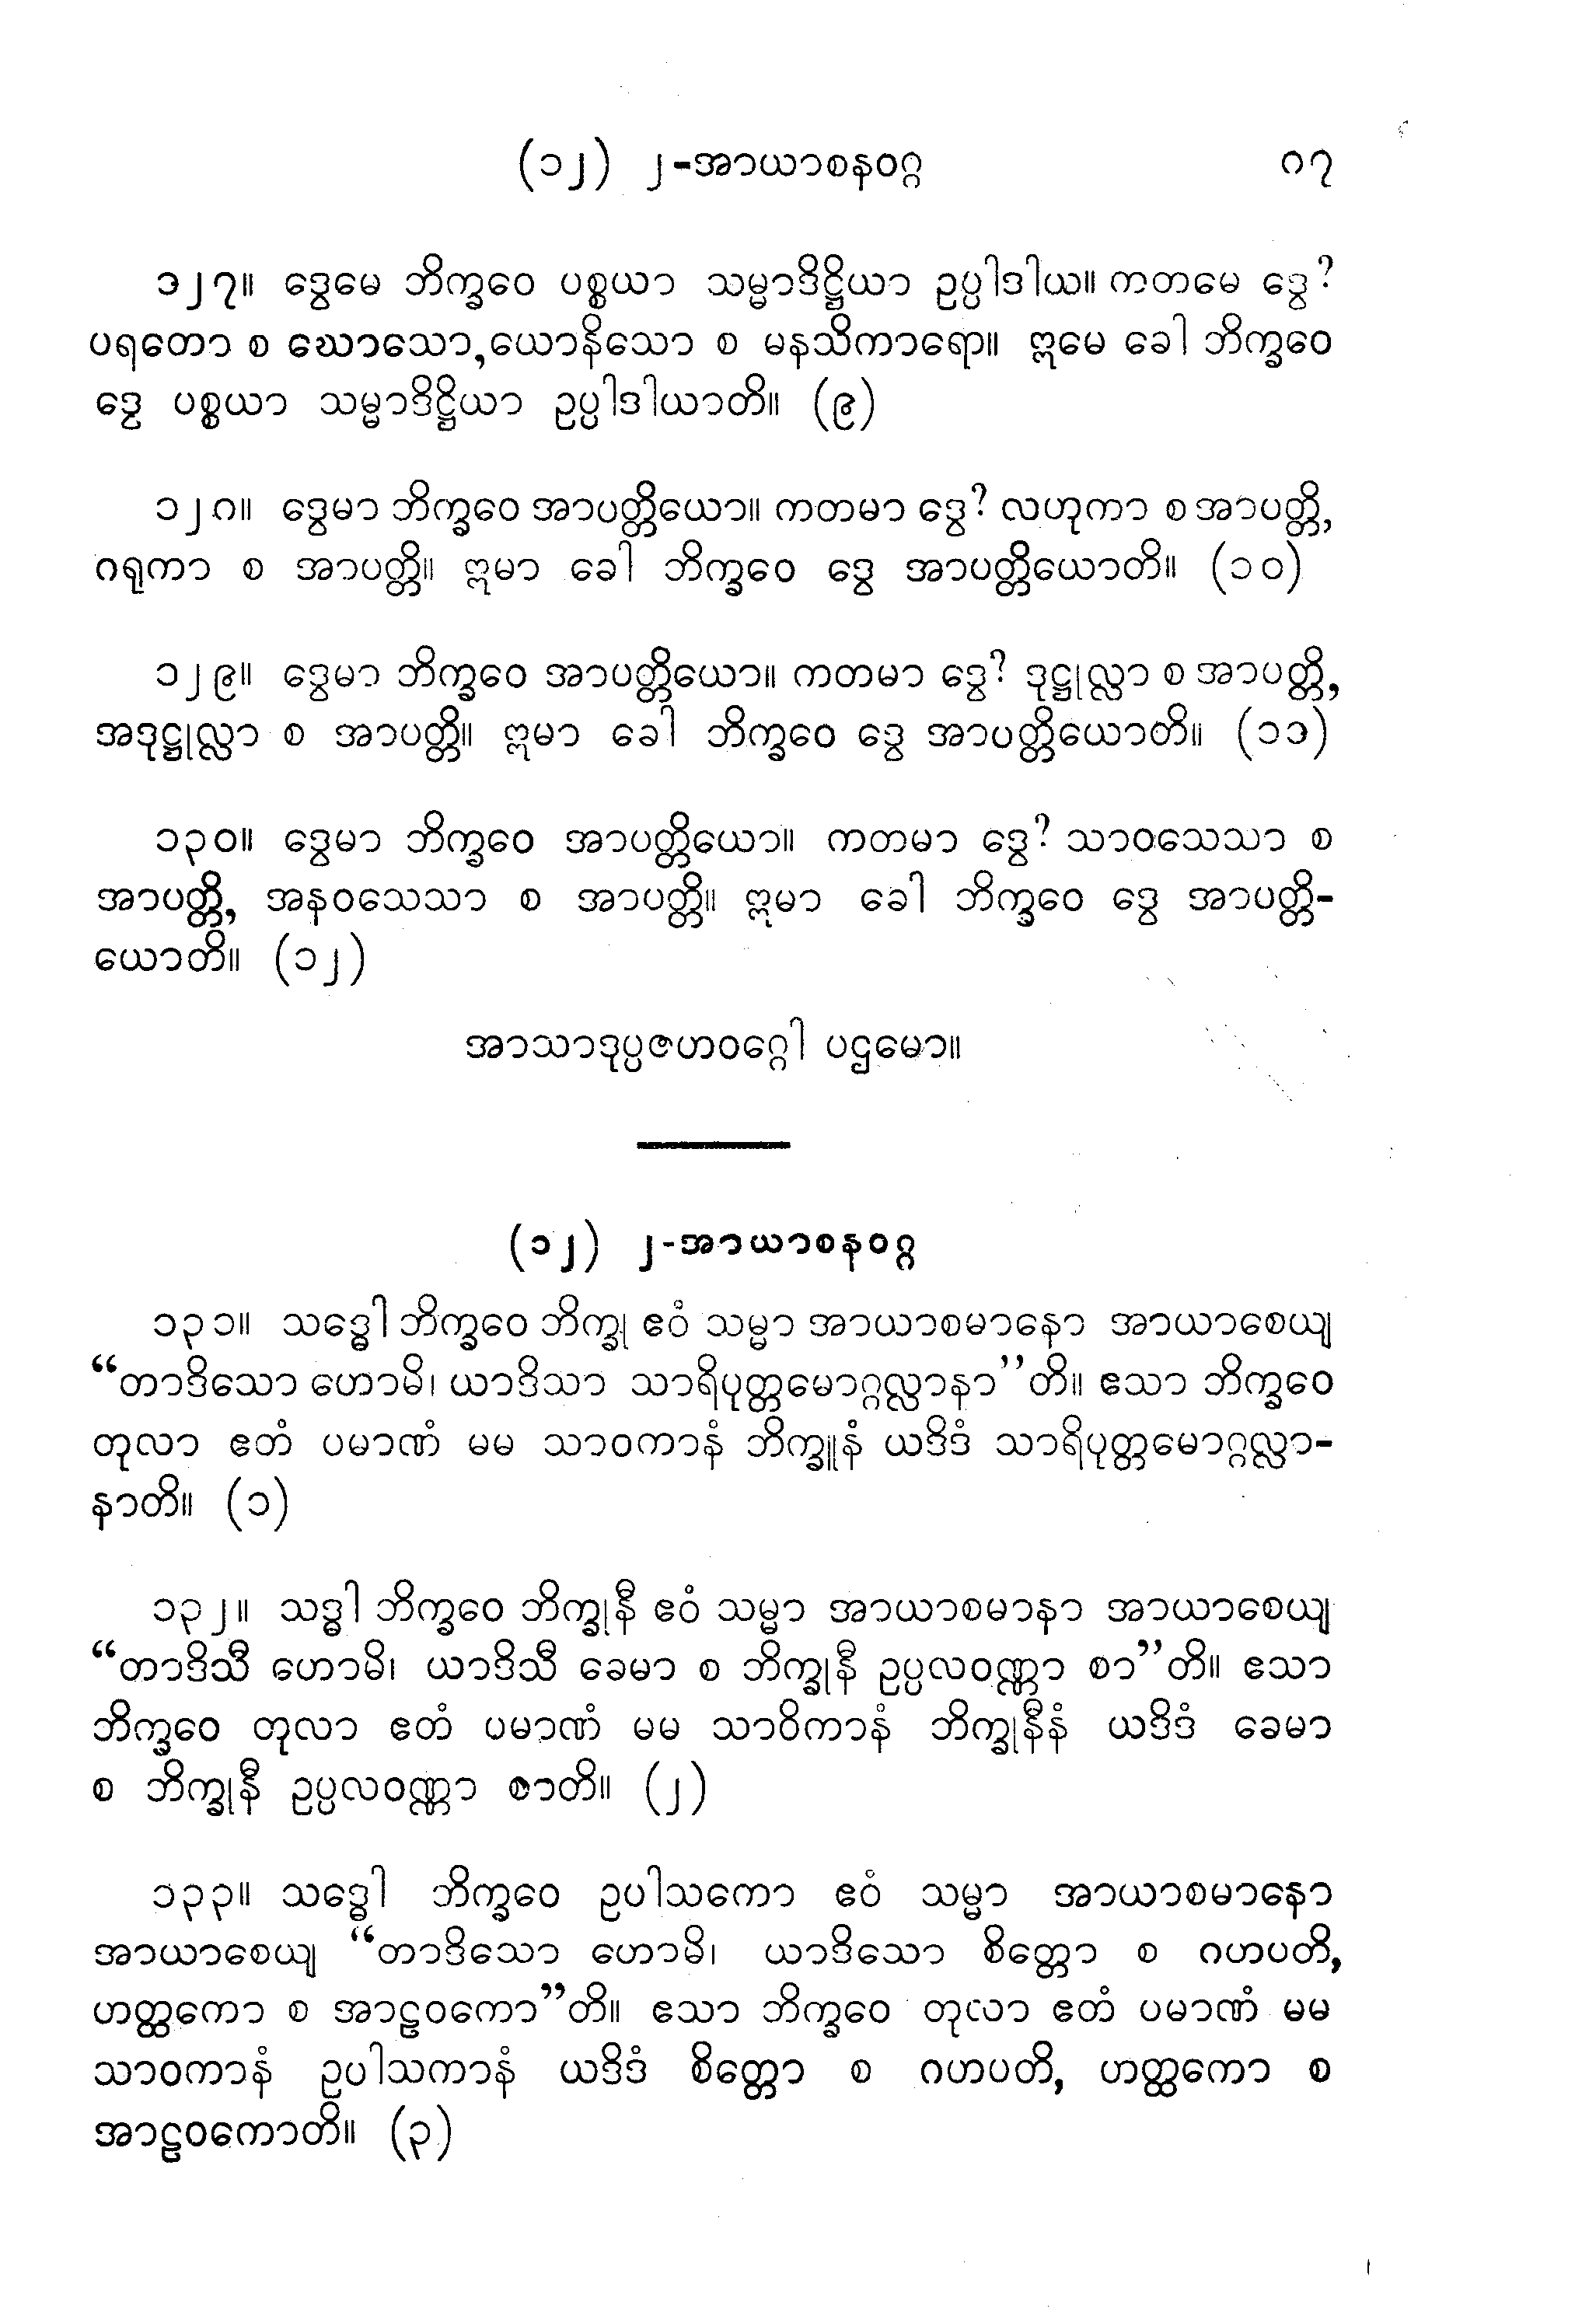 (၁၂) ၂-အာယာစနဝဂ္ဂ ၈၇
၁၂၇။ ဒွေမေ ဘိက္ခဝေ ပစ္စယာ သမ္မာဒိဋ္ဌိယာ ဥပ္ပါဒါယ။ ကတမေ ဒွေ?
ပရတော စ ဃောသော, ယောနိသော စ မနသိကာရော။ ဣမေ ခေါ ဘိက္ခဝေ
ဒွေ ပစ္စယာ သမ္မာဒိဋ္ဌိယာ ဥပ္ပါဒါယာတိ။ (၉)
၁၂၈။ ဒွေမာ ဘိက္ခဝေ အာပတ္တိယော။ ကတမာ ဒွေ? လဟုကာ စ အာပတ္တိ,
ဂရုကာ စ အာပတ္တိ။ ဣမာ ခေါ ဘိက္ခဝေ ဒွေ အာပတ္တိယောတိ။ (၁၀)
၁၂၉။ ဒွေမာ ဘိက္ခဝေ အာပတ္တိယော။ ကတမာ ဒွေ? ဒုဋ္ဌုလ္လာ စ အာပတ္တိ,
အဒုဋ္ဌုလ္လာ စ အာပတ္တိ။ ဣမာ ခေါ ဘိက္ခဝေ ဒွေ အာပတ္တိယောတိ။ (၁၁)
၁၃၀။ ဒွေမာ ဘိက္ခဝေ အာပတ္တိယော။ ကတမာ ဒွေ? သာဝသေသာ စ
အာပတ္တိ, အနဝသေသာ စ အာပတ္တိ။ ဣမာ ခေါ ဘိက္ခဝေ ဒွေ အာပတ္တိ-
ယောတိ။ (၁၂)
အာသာဒုပ္ပဇဟဝဂ္ဂေါ ပဌမော။
(၁၂) ၂-အာယာစနဝဂ္ဂ
၁၃၁။ သဒ္ဓေါ ဘိက္ခဝေ ဘိက္ခု ဧဝံ သမ္မာ အာယာစမာနော အာယာစေယျ
“တာဒိသော ဟောမိ၊ ယာဒိသာ သာရိပုတ္တမောဂ္ဂလ္လာနာ”တိ။ ဧသာ ဘိက္ခဝေ
တုလာ ဧတံ ပမာဏံ မမ သာဝကာနံ ဘိက္ခူနံ ယဒိဒံ သာရိပုတ္တမောဂ္ဂလ္လာ-
နာတိ။ (၁)
၁၃၂။ သဒ္ဓါ ဘိက္ခဝေ ဘိက္ခုနီ ဧဝံ သမ္မာ အာယာစမာနာ အာယာစေယျ
“တာဒိသီ ဟောမိ၊ ယာဒိသီ ခေမာ စ ဘိက္ခုနီ ဥပ္ပလဝဏ္ဏာ စာ”တိ။ ဧသာ
ဘိက္ခဝေ တုလာ ဧတံ ပမာဏံ မမ သာဝိကာနံ ဘိက္ခုနီနံ ယဒိဒံ ခေမာ
စ ဘိက္ခုနီ ဥပ္ပလဝဏ္ဏာ စာတိ။ (၂)
၁၃၃။ သဒ္ဓေါ ဘိက္ခဝေ ဥပါသကော ဧဝံ သမ္မာ အာယာစမာနော
အာယာစေယျ “တာဒိသော ဟောမိ၊ ယာဒိသော စိတ္တော စ ဂဟပတိ,
ဟတ္ထကော စ အာဠဝကော”တိ။ ဧသာ ဘိက္ခဝေ တုလာ ဧတံ ပမာဏံ မမ
သာဝကာနံ ဥပါသကာနံ ယဒိဒံ စိတ္တော စ ဂဟပတိ, ဟတ္ထကော စ
အာဠဝကောတိ။ (၃)